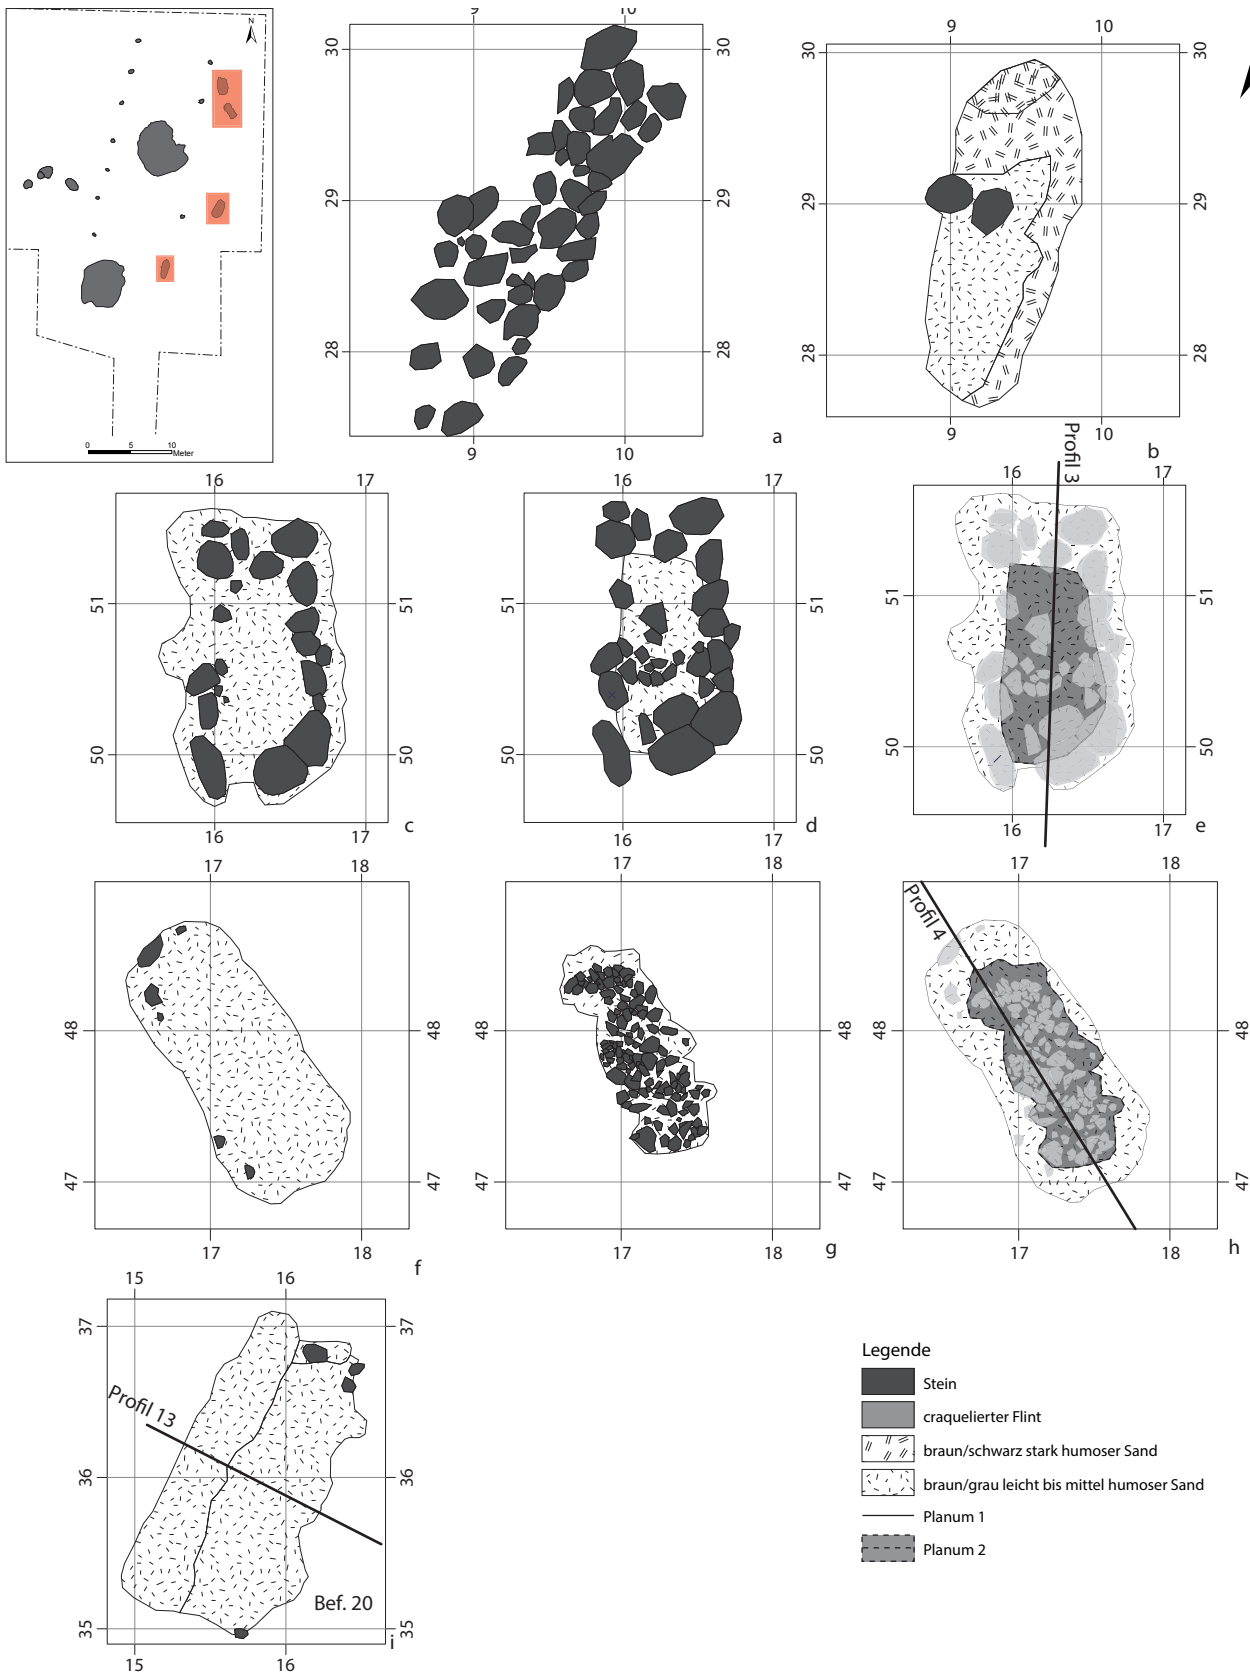 N
0 5 10
Meter
9 10
30 30
29 29
28 28
9 10
a
9 10
30 30
29 29
28 28
9 10
b
16 17
51 51
50 50
16 17
c
16 17
51 51
50 50
16 17
d
Profil 3
16 17
51 51
50 50
16 17
e
17 18
48 48
47 47
17 18
f
17 18
48 48
47 47
17 18
g
Profil 4
17 18
48 48
47 47
17 18
h
15 16
37 37
Profil 13
36 36
Bef. 20
35 35
15 16
i
Legende
Stein
craquelierter Flint
braun/schwarz stark humoser Sand
braun/grau leicht bis mittel humoser Sand
Planum 1
Planum 2